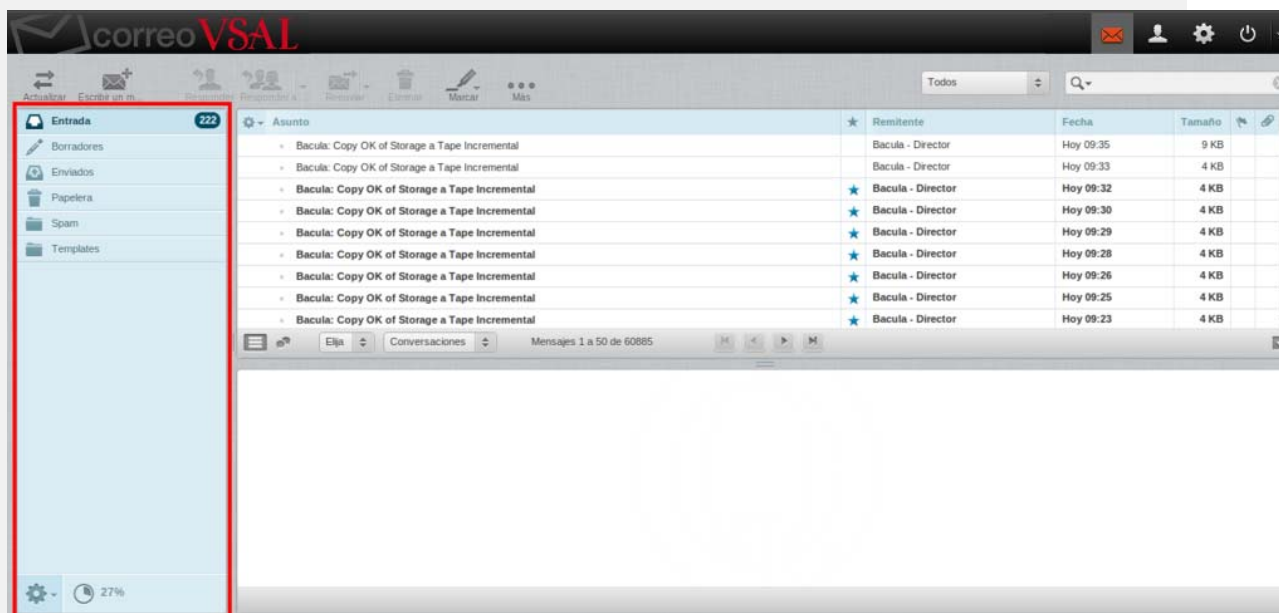 correo VSAL
Actualizar Escribir un m... Responder Responder a ... Reenviar Eliminar Marcar Más
Todos
Entrada 222
Borradores
Enviados
Papelera
Spam
Templates
27%
Asunto Remitente Fecha Tamaño
Bacula: Copy OK of Storage a Tape Incremental Bacula - Director Hoy 09:35 9 KB
Bacula: Copy OK of Storage a Tape Incremental Bacula - Director Hoy 09:33 4 KB
Bacula: Copy OK of Storage a Tape Incremental Bacula - Director Hoy 09:32 4 KB
Bacula: Copy OK of Storage a Tape Incremental Bacula - Director Hoy 09:30 4 KB
Bacula: Copy OK of Storage a Tape Incremental Bacula - Director Hoy 09:29 4 KB
Bacula: Copy OK of Storage a Tape Incremental Bacula - Director Hoy 09:28 4 KB
Bacula: Copy OK of Storage a Tape Incremental Bacula - Director Hoy 09:26 4 KB
Bacula: Copy OK of Storage a Tape Incremental Bacula - Director Hoy 09:25 4 KB
Bacula: Copy OK of Storage a Tape Incremental Bacula - Director Hoy 09:23 4 KB
Elija Conversaciones Mensajes 1 a 50 de 60885